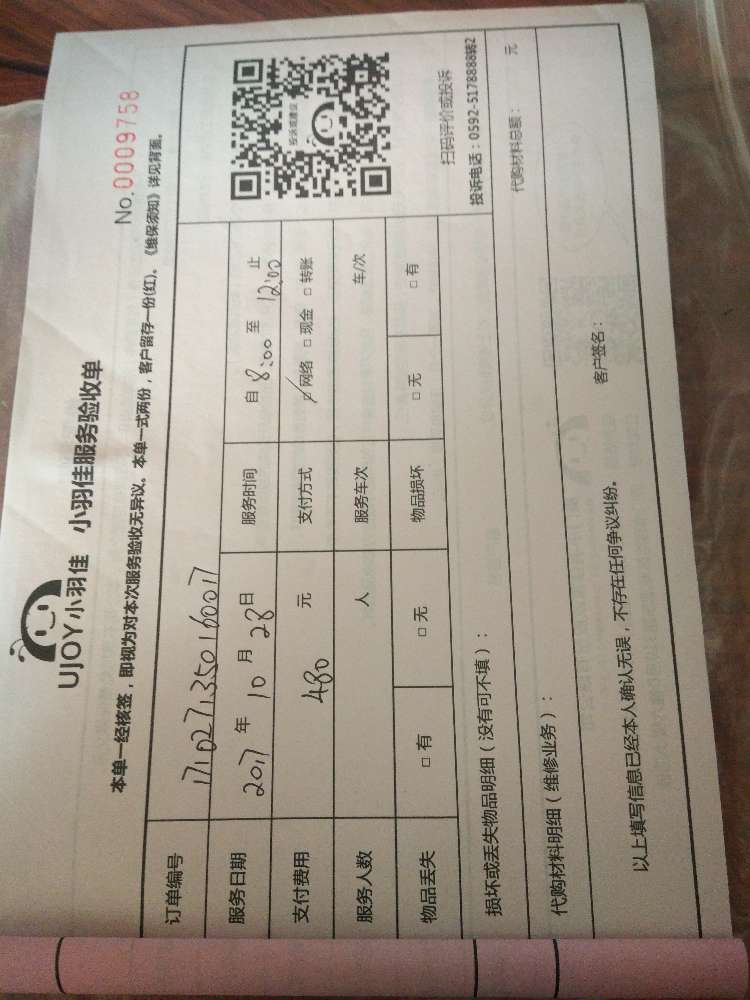 UJOY小羽佳 小羽佳服务验收单
No.0009758
本单一经核签，即视为对本次服务验收无异议。本单一式两份，客户留存一份(红)。《维保须知》详见背面。
订单编号 1710271350160017
服务日期 2017 年 10 月 28 日 服务时间 自 8:00 至 12:00 止
支付费用 480 元 支付方式 ☑网络 □现金 □转账
服务人数 人 服务车次 车/次
物品丢失 □有 □无 物品损坏 □无 □有
投诉或建议
扫码评价或投诉
投诉电话：0592-5178888转2
损坏或丢失物品明细（没有可不填）：
代购材料明细（维修业务）： 代购材料总额： 元
以上填写信息已经本人确认无误，不存在任何争议纠纷。 客户签名：